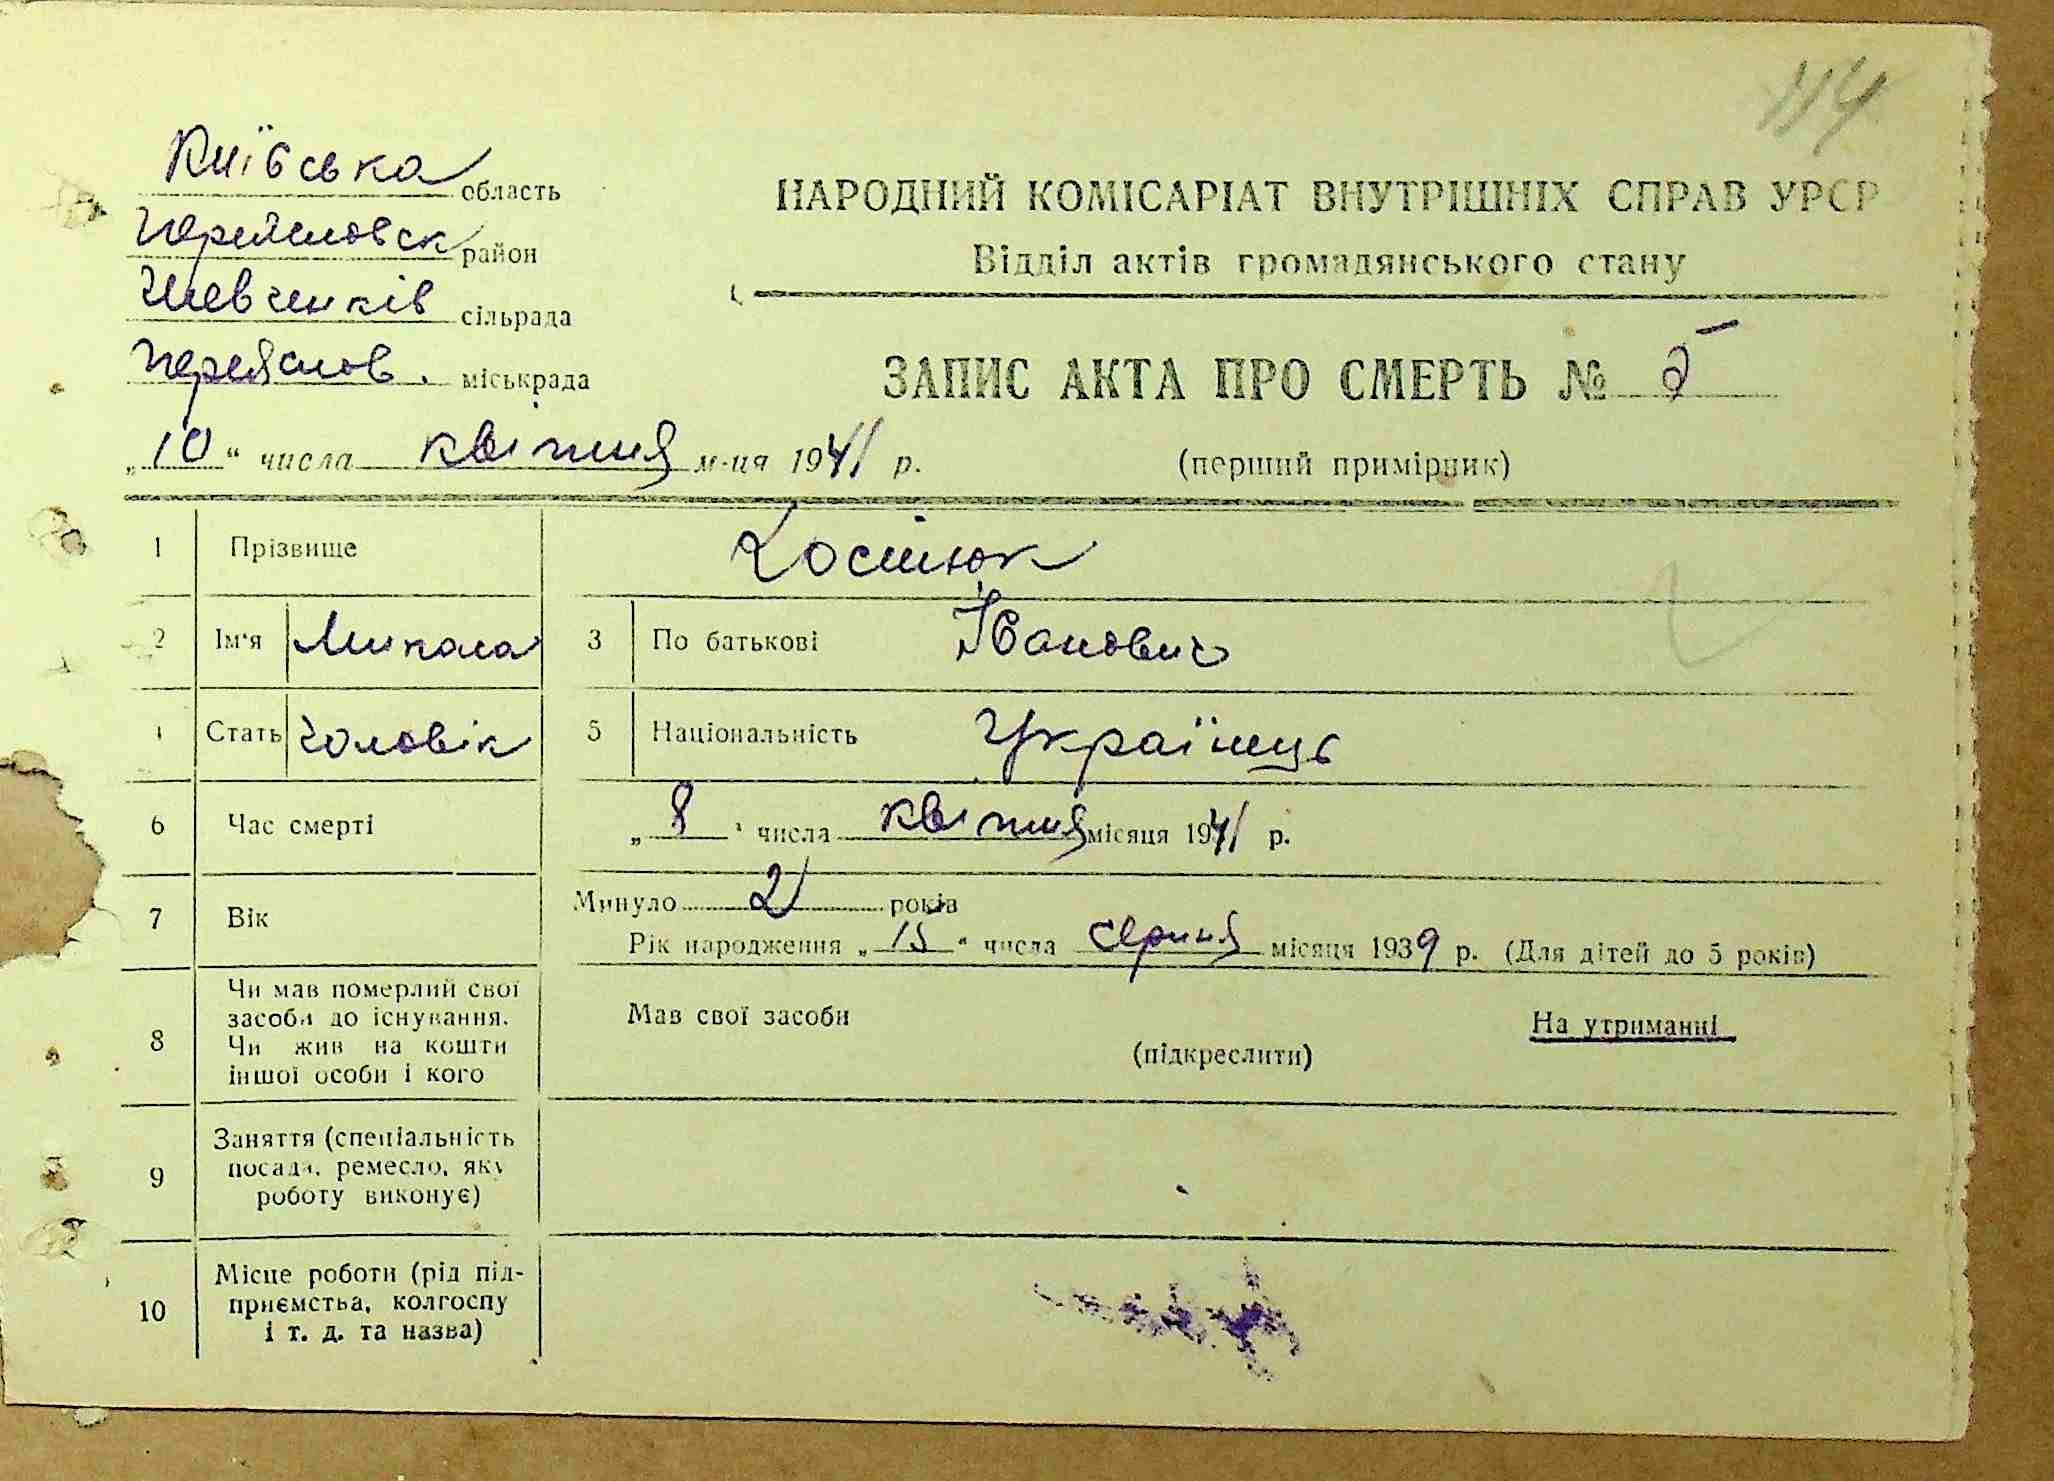 114
Київська область
Переяславськ район
Шевченків сільрада
Переяслов. міськрада
НАРОДНИЙ КОМІСАРІАТ ВНУТРІШНІХ СПРАВ УРСР
Відділ актів громадянського стану
ЗАПИС АКТА ПРО СМЕРТЬ № 5
„10“ числа квітня м-ця 1941 р. (перший примірник)
1 Прізвище Костюк
2 Ім'я Микола 3 По батькові Іванович
4 Стать чоловік 5 Національність Українець
6 Час смерті „8“ числа квітня місяця 1941 р.
7 Вік Минуло 2 років
Рік народження „15“ числа серпня місяця 1939 р. (Для дітей до 5 років)
8 Чи мав померлий свої
засоби до існування.
Чи жив на кошти
іншої особи і кого
Мав свої засоби На утриманні
(підкреслити)
9 Заняття (спеціальність
посада, ремесло, яку
роботу виконує)
10 Місце роботи (рід під-
приємства, колгоспу
і т. д. та назва)